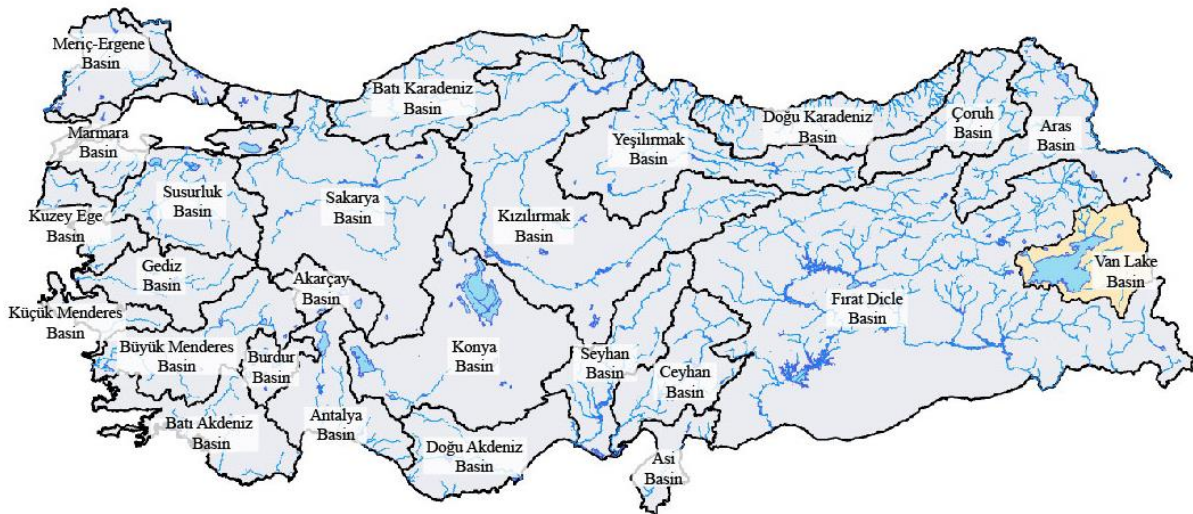 Meriç-Ergene
Basin
Batı Karadeniz
Basin
Doğu Karadeniz
Basin
Çoruh
Basin
Aras
Basin
Marmara
Basin
Yeşilırmak
Basin
Susurluk
Basin
Sakarya
Basin
Kızılırmak
Basin
Kuzey Ege
Basin
Gediz
Basin
Akarçay
Basin
Van Lake
Basin
Fırat Dicle
Basin
Küçük Menderes
Basin
Büyük Menderes
Basin
Burdur
Basin
Konya
Basin
Seyhan
Basin
Ceyhan
Basin
Batı Akdeniz
Basin
Antalya
Basin
Doğu Akdeniz
Basin
Asi
Basin